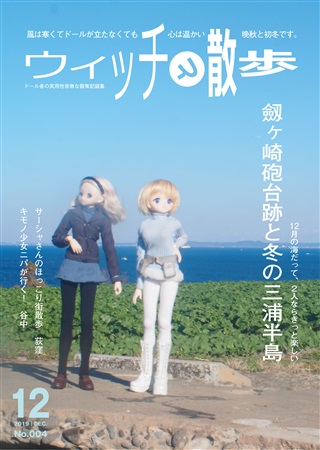 風は寒くてドールが立たなくても 心は温かい 晩秋と初冬です。
ウィッチ的散歩
ドール者の実用性皆無な散策記録集
劔ヶ崎砲台跡と冬の三浦半島
12月の海だって、2人ならきっと楽しい
サーシャさんのほっこり街散歩 荻窪
キモノ少女ニパが行く! 谷中
12
2019 | DEC.
No.004